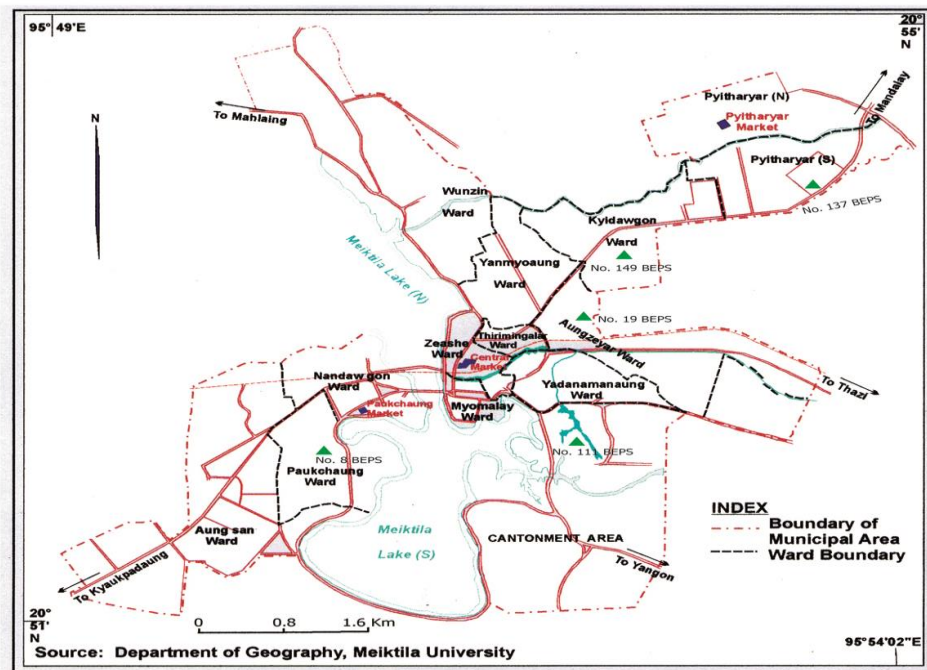 95° 49'E
20°
55'
N
To Mahlaing
N
Pyitharyar (N)
To Mandalay
Pyitharyar
Market
Pyitharyar (S)
No. 137 BEPS
Wunzin
Ward
Kyidawgon
Ward
Meiktila Lake (N)
Yanmyoaung
Ward
No. 149 BEPS
No. 19 BEPS
Thirimingalar
Ward
Aungzeyar Ward
Zeashe
Ward
Central
Market
To Thazi
Nandaw gon
Ward
Yadanamanaung
Ward
Paukchaung
Market
Myomalay
Ward
No. 8 BEPS
No. 111 BEPS
Paukchaung
Ward
Aung san
Ward
Meiktila
Lake (S)
CANTONMENT AREA
INDEX
Boundary of
Municipal Area
Ward Boundary
To Kyaukpadaung
To Yangon
20°
51'
N
0 0.8 1.6 Km
95° 54'02"E
Source: Department of Geography, Meiktila University